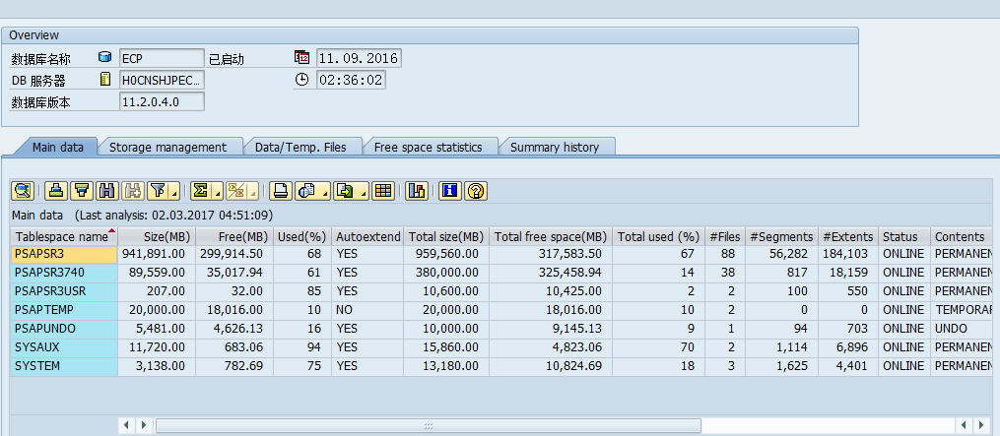 Overview
数据库名称 ECP 已启动 11.09.2016
DB 服务器 HOCNSHJPEC... 02:36:02
数据库版本 11.2.0.4.0
Main data Storage management Data/Temp. Files Free space statistics Summary history
Main data (Last analysis: 02.03.2017 04:51:09)
Tablespace name Size(MB) Free(MB) Used(%) Autoextend Total size(MB) Total free space(MB) Total used (%) #Files #Segments #Extents Status Contents
PSAPSR3 941,891.00 299,914.50 68 YES 959,560.00 317,583.50 67 88 56,282 184,103 ONLINE PERMANEN
PSAPSR3740 89,559.00 35,017.94 61 YES 380,000.00 325,458.94 14 38 817 18,159 ONLINE PERMANEN
PSAPSR3USR 207.00 32.00 85 YES 10,600.00 10,425.00 2 2 100 550 ONLINE PERMANEN
PSAPTEMP 20,000.00 18,016.00 10 NO 20,000.00 18,016.00 10 2 0 0 ONLINE TEMPORAR
PSAPUNDO 5,481.00 4,626.13 16 YES 10,000.00 9,145.13 9 1 94 703 ONLINE UNDO
SYSAUX 11,720.00 683.06 94 YES 15,860.00 4,823.06 70 2 1,114 6,896 ONLINE PERMANEN
SYSTEM 3,138.00 782.69 75 YES 13,180.00 10,824.69 18 3 1,625 4,401 ONLINE PERMANEN